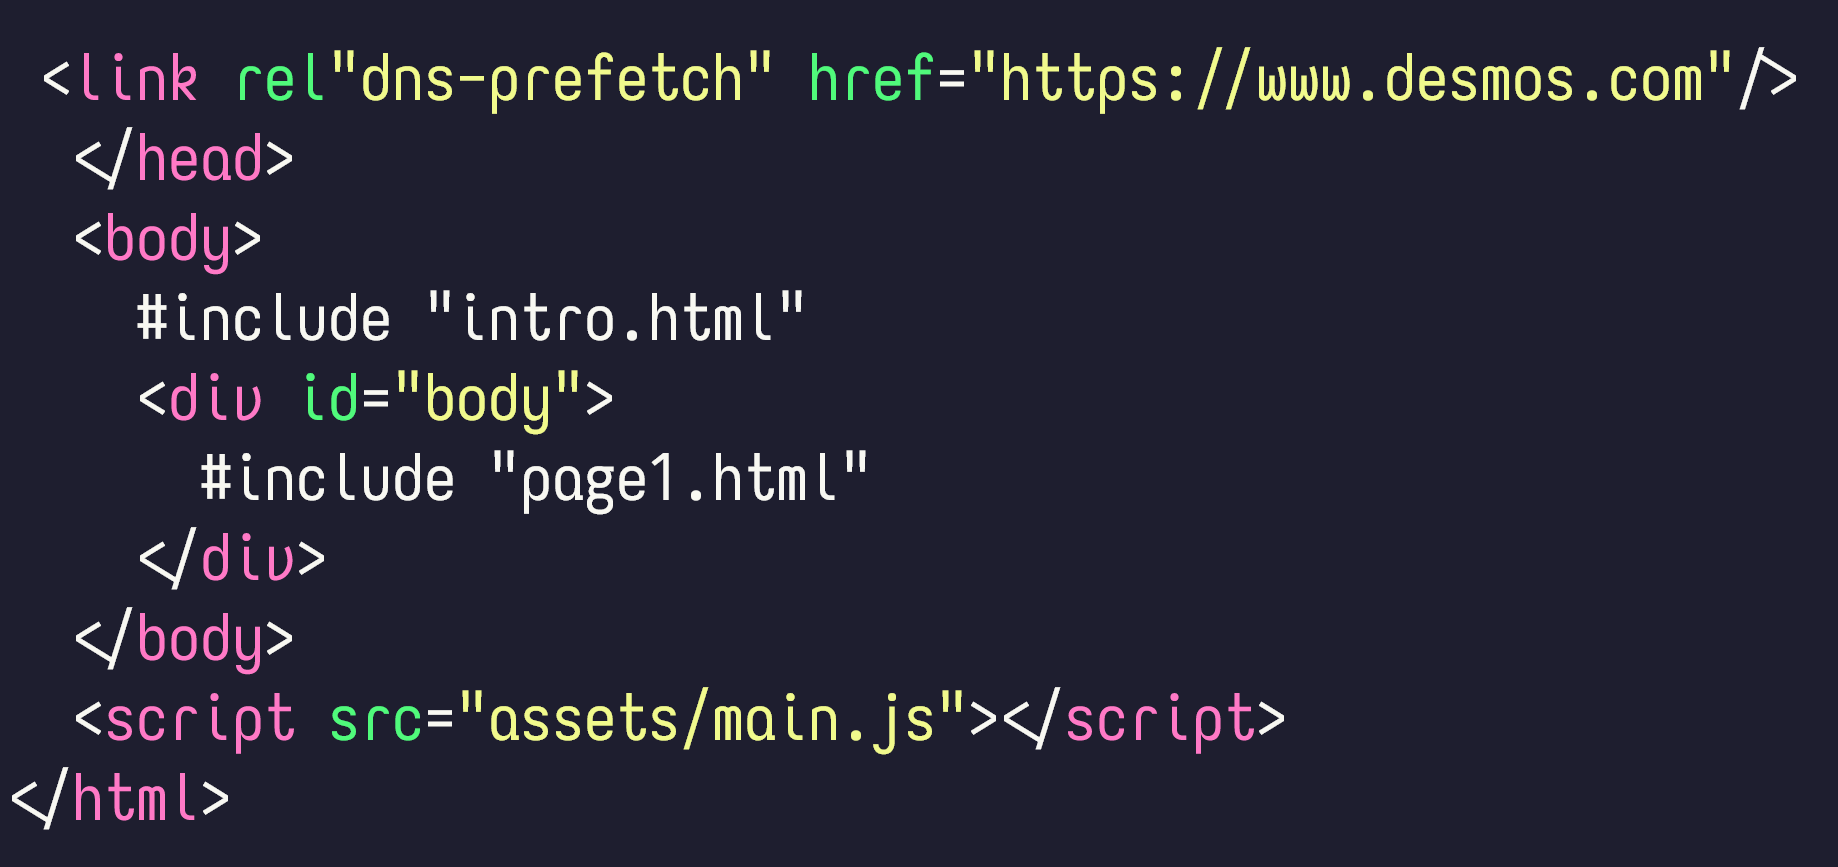 <link rel"dns-prefetch" href="https://www.desmos.com"/>
</head>
<body>
#include "intro.html"
<div id="body">
#include "page1.html"
</div>
</body>
<script src="assets/main.js"></script>
</html>